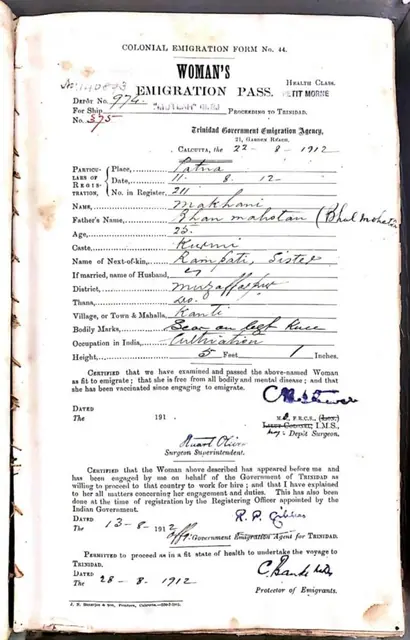 COLONIAL EMIGRATION FORM No. 44.
WOMAN'S
HEALTH CLASS.
EMIGRATION PASS. PETIT MORNE
DEPÔT No. 974.
For Ship PROCEEDING TO TRINIDAD.
No. 575
Trinidad Government Emigration Agency,
21, GARDEN REACH,
CALCUTTA, the 22 - 8 - 1912
PARTICULARS OF REGISTRATION,
Place, Patna
Date, 11. 8. 12-
No. in Register, 211
NAME, Makhani
Father's Name, Bhan mahotan (Bhul
Age, 25.
Caste, Kurmi
Name of Next-of-kin, Rampati, Sister
If married, name of Husband,
District, Muzaffarpur
Thana, Do.
Village, or Town & Mahalla, Kanti
Bodily Marks, Scar on left knee
Occupation in India, Cultivation
Height, 5 Feet 1 Inches.
CERTIFIED that we have examined and passed the above-named Woman
as fit to emigrate; that she is free from all bodily and mental disease; and that
she has been vaccinated since engaging to emigrate.
DATED
The 191 .
F.R.C.S., (LON.)
LIEUT-COLONEL, I.M.S.,
Depôt Surgeon.
Surgeon Superintendent.
CERTIFIED that the Woman above described has appeared before me and
has been engaged by me on behalf of the Government of TRINIDAD as
willing to proceed to that country to work for hire; and that I have explained
to her all matters concerning her engagement and duties. This has also been
done at the time of registration by the Registering Officer appointed by the
Indian Government.
DATED
The 13-8-1912
R. P. Gibbes
Offg. Government Emigration Agent for TRINIDAD.
PERMITTED to proceed as in a fit state of health to undertake the voyage to
TRINIDAD.
DATED
The 28 - 8. 1912
Protector of Emigrants.